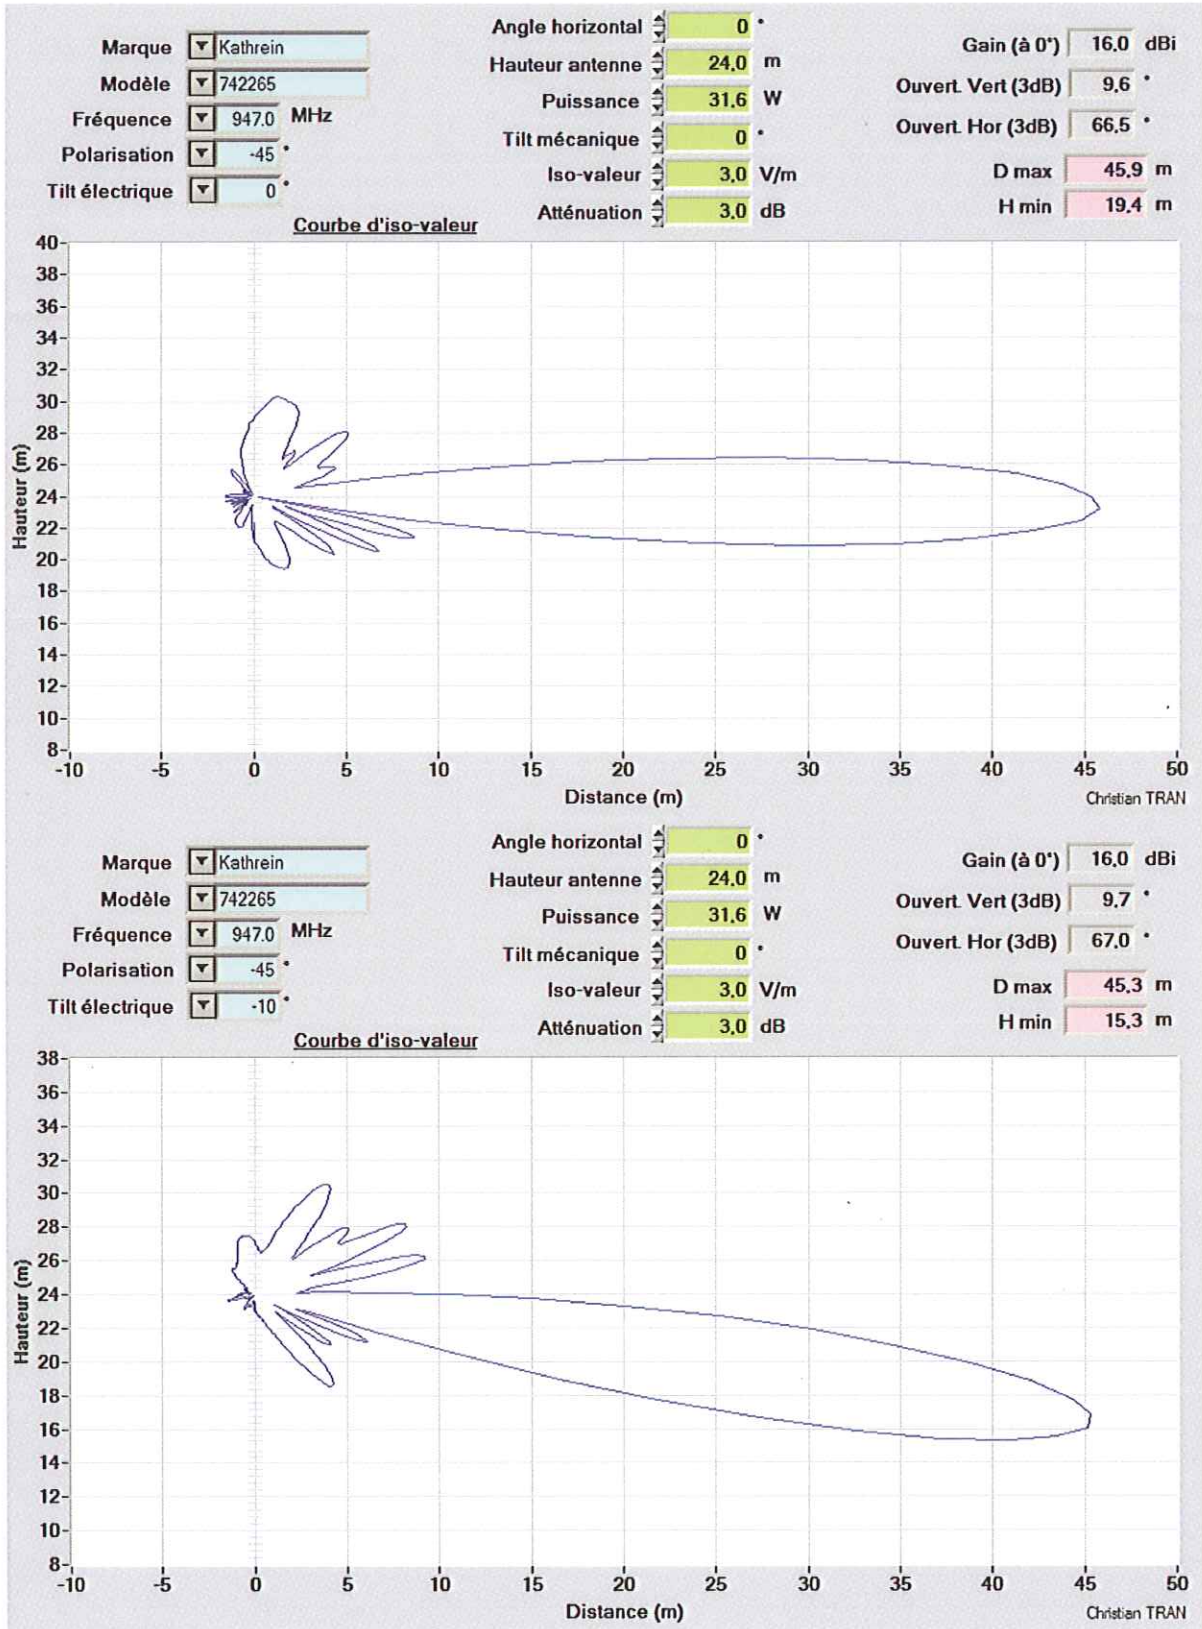 Marque Kathrein
Modèle 742265
Fréquence 947.0 MHz
Polarisation -45 °
Tilt électrique 0 °
Angle horizontal 0 °
Hauteur antenne 24,0 m
Puissance 31,6 W
Tilt mécanique 0 °
Iso-valeur 3,0 V/m
Atténuation 3,0 dB
Gain (à 0°) 16,0 dBi
Ouvert. Vert (3dB) 9,6 °
Ouvert. Hor (3dB) 66,5 °
D max 45,9 m
H min 19,4 m
Courbe d'iso-valeur
Hauteur (m)
40
38
36
34
32
30
28
26
24
22
20
18
16
14
12
10
8
-10 -5 0 5 10 15 20 25 30 35 40 45 50
Distance (m)
Christian TRAN
Marque Kathrein
Modèle 742265
Fréquence 947.0 MHz
Polarisation -45 °
Tilt électrique -10 °
Angle horizontal 0 °
Hauteur antenne 24,0 m
Puissance 31,6 W
Tilt mécanique 0 °
Iso-valeur 3,0 V/m
Atténuation 3,0 dB
Gain (à 0°) 16,0 dBi
Ouvert. Vert (3dB) 9,7 °
Ouvert. Hor (3dB) 67,0 °
D max 45,3 m
H min 15,3 m
Courbe d'iso-valeur
Hauteur (m)
38
36
34
32
30
28
26
24
22
20
18
16
14
12
10
8
-10 -5 0 5 10 15 20 25 30 35 40 45 50
Distance (m)
Christian TRAN